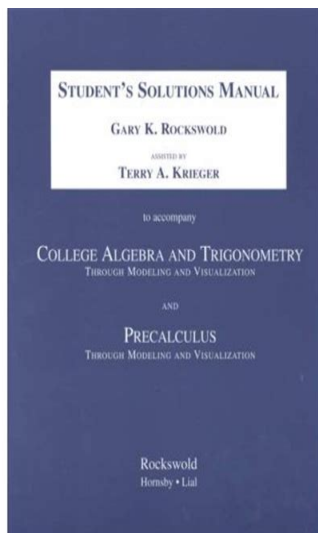 STUDENT'S SOLUTIONS MANUAL
GARY K. ROCKSWOLD
ASSISTED BY
TERRY A. KRIEGER
to accompany
COLLEGE ALGEBRA AND TRIGONOMETRY
THROUGH MODELING AND VISUALIZATION
AND
PRECALCULUS
THROUGH MODELING AND VISUALIZATION
Rockswold
Hornsby • Lial